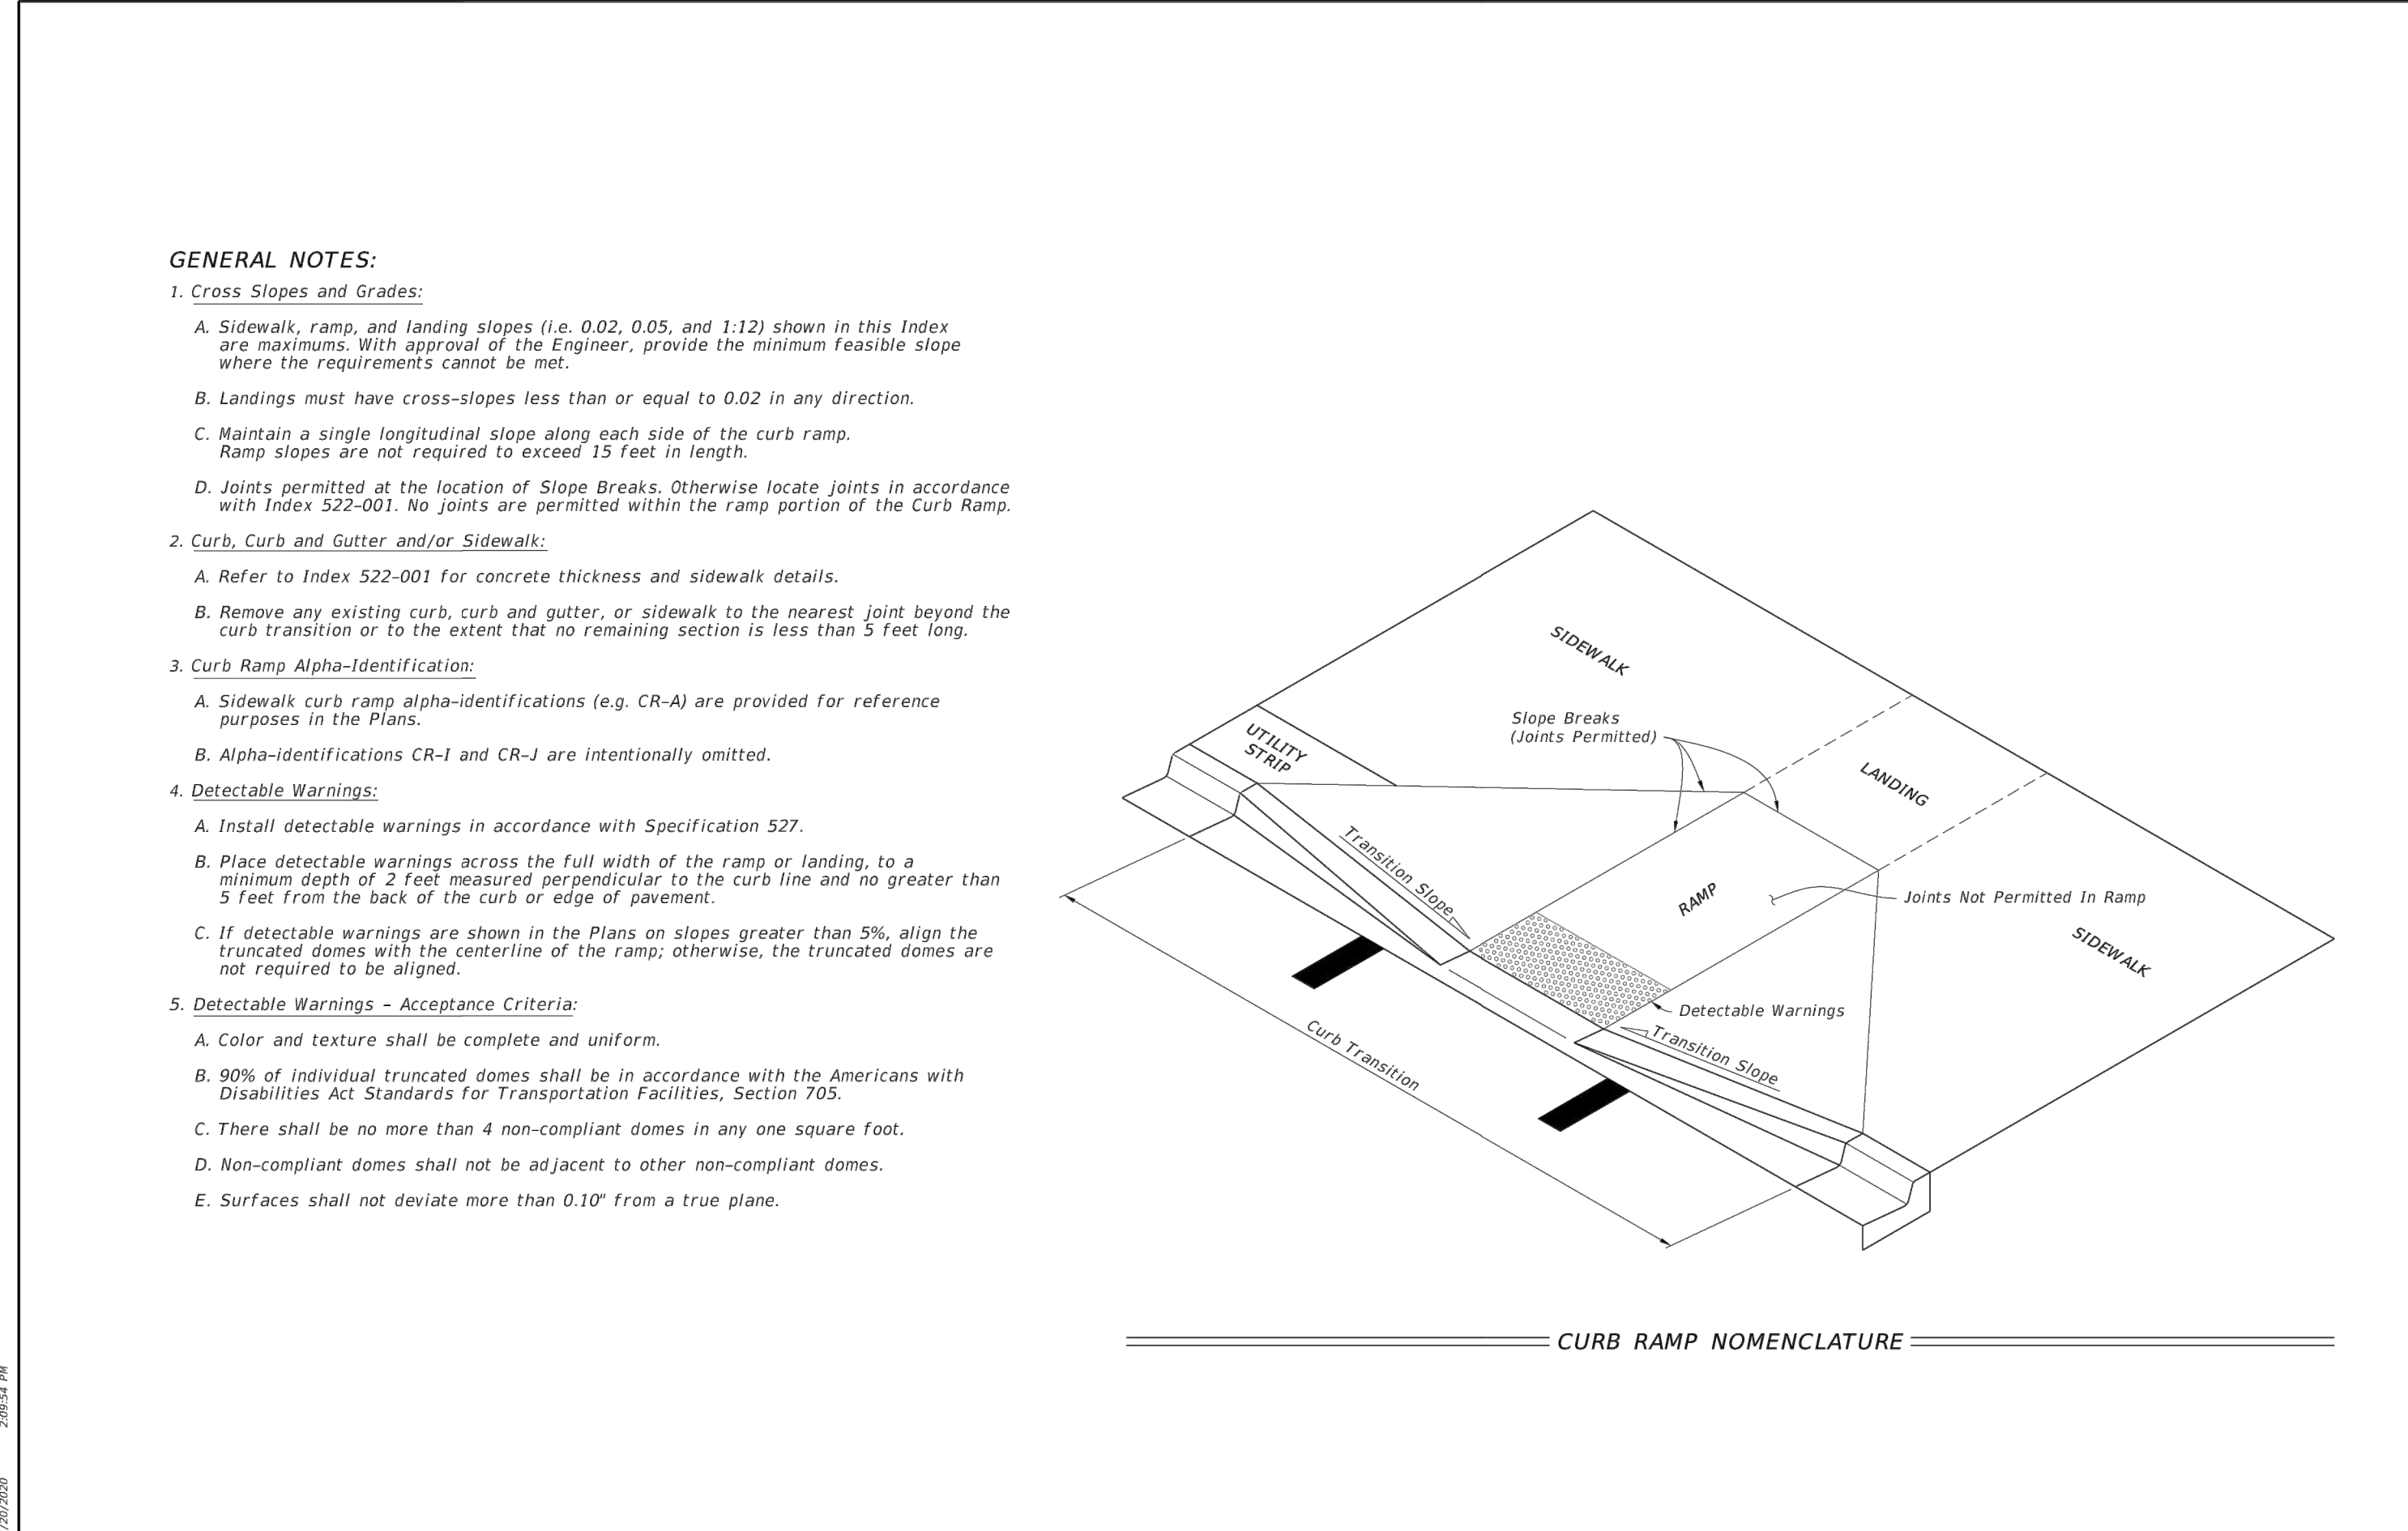 GENERAL NOTES:
1. Cross Slopes and Grades:
A. Sidewalk, ramp, and landing slopes (i.e. 0.02, 0.05, and 1:12) shown in this Index
are maximums. With approval of the Engineer, provide the minimum feasible slope
where the requirements cannot be met.
B. Landings must have cross-slopes less than or equal to 0.02 in any direction.
C. Maintain a single longitudinal slope along each side of the curb ramp.
Ramp slopes are not required to exceed 15 feet in length.
D. Joints permitted at the location of Slope Breaks. Otherwise locate joints in accordance
with Index 522-001. No joints are permitted within the ramp portion of the Curb Ramp.
2. Curb, Curb and Gutter and/or Sidewalk:
A. Refer to Index 522-001 for concrete thickness and sidewalk details.
B. Remove any existing curb, curb and gutter, or sidewalk to the nearest joint beyond the
curb transition or to the extent that no remaining section is less than 5 feet long.
3. Curb Ramp Alpha-Identification:
A. Sidewalk curb ramp alpha-identifications (e.g. CR-A) are provided for reference
purposes in the Plans.
B. Alpha-identifications CR-I and CR-J are intentionally omitted.
4. Detectable Warnings:
A. Install detectable warnings in accordance with Specification 527.
B. Place detectable warnings across the full width of the ramp or landing, to a
minimum depth of 2 feet measured perpendicular to the curb line and no greater than
5 feet from the back of the curb or edge of pavement.
C. If detectable warnings are shown in the Plans on slopes greater than 5%, align the
truncated domes with the centerline of the ramp; otherwise, the truncated domes are
not required to be aligned.
5. Detectable Warnings - Acceptance Criteria:
A. Color and texture shall be complete and uniform.
B. 90% of individual truncated domes shall be in accordance with the Americans with
Disabilities Act Standards for Transportation Facilities, Section 705.
C. There shall be no more than 4 non-compliant domes in any one square foot.
D. Non-compliant domes shall not be adjacent to other non-compliant domes.
E. Surfaces shall not deviate more than 0.10" from a true plane.
SIDEWALK
Slope Breaks
(Joints Permitted)
UTILITY
STRIP
LANDING
Transition Slope
RAMP
Joints Not Permitted In Ramp
SIDEWALK
Detectable Warnings
Transition Slope
Curb Transition
CURB RAMP NOMENCLATURE
2:09:54 PM
/20/2020